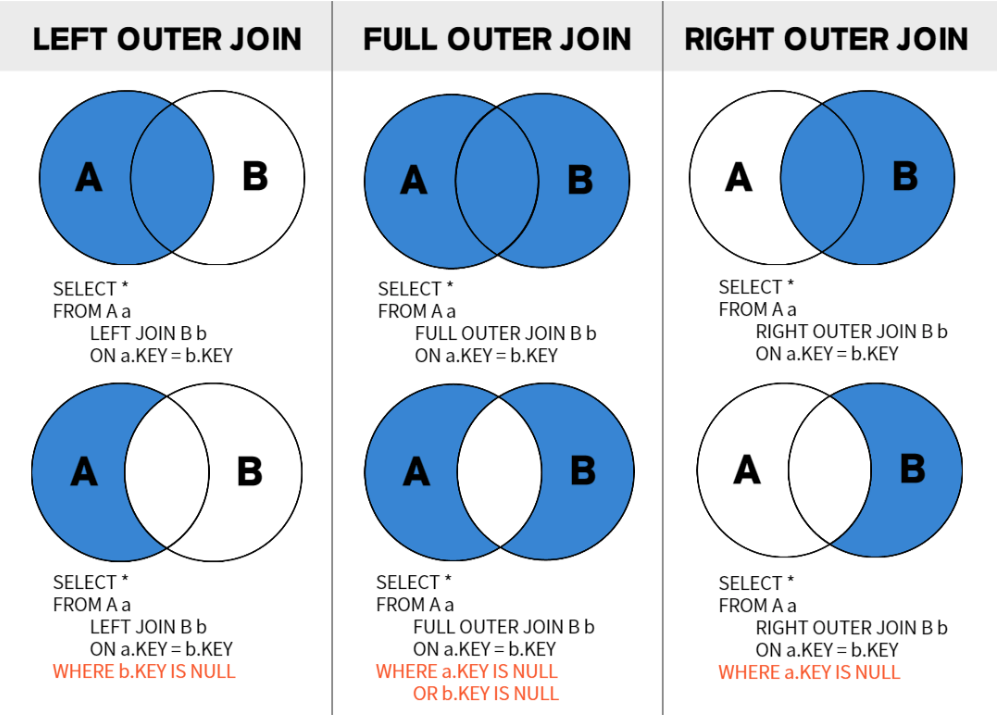 LEFT OUTER JOIN
FULL OUTER JOIN
RIGHT OUTER JOIN
A
B
SELECT *
FROM A a
LEFT JOIN B b
ON a.KEY = b.KEY
A
B
SELECT *
FROM A a
FULL OUTER JOIN B b
ON a.KEY = b.KEY
A
B
SELECT *
FROM A a
RIGHT OUTER JOIN B b
ON a.KEY = b.KEY
A
B
SELECT *
FROM A a
LEFT JOIN B b
ON a.KEY = b.KEY
WHERE b.KEY IS NULL
A
B
SELECT *
FROM A a
FULL OUTER JOIN B b
ON a.KEY = b.KEY
WHERE a.KEY IS NULL
OR b.KEY IS NULL
A
B
SELECT *
FROM A a
RIGHT OUTER JOIN B b
ON a.KEY = b.KEY
WHERE a.KEY IS NULL